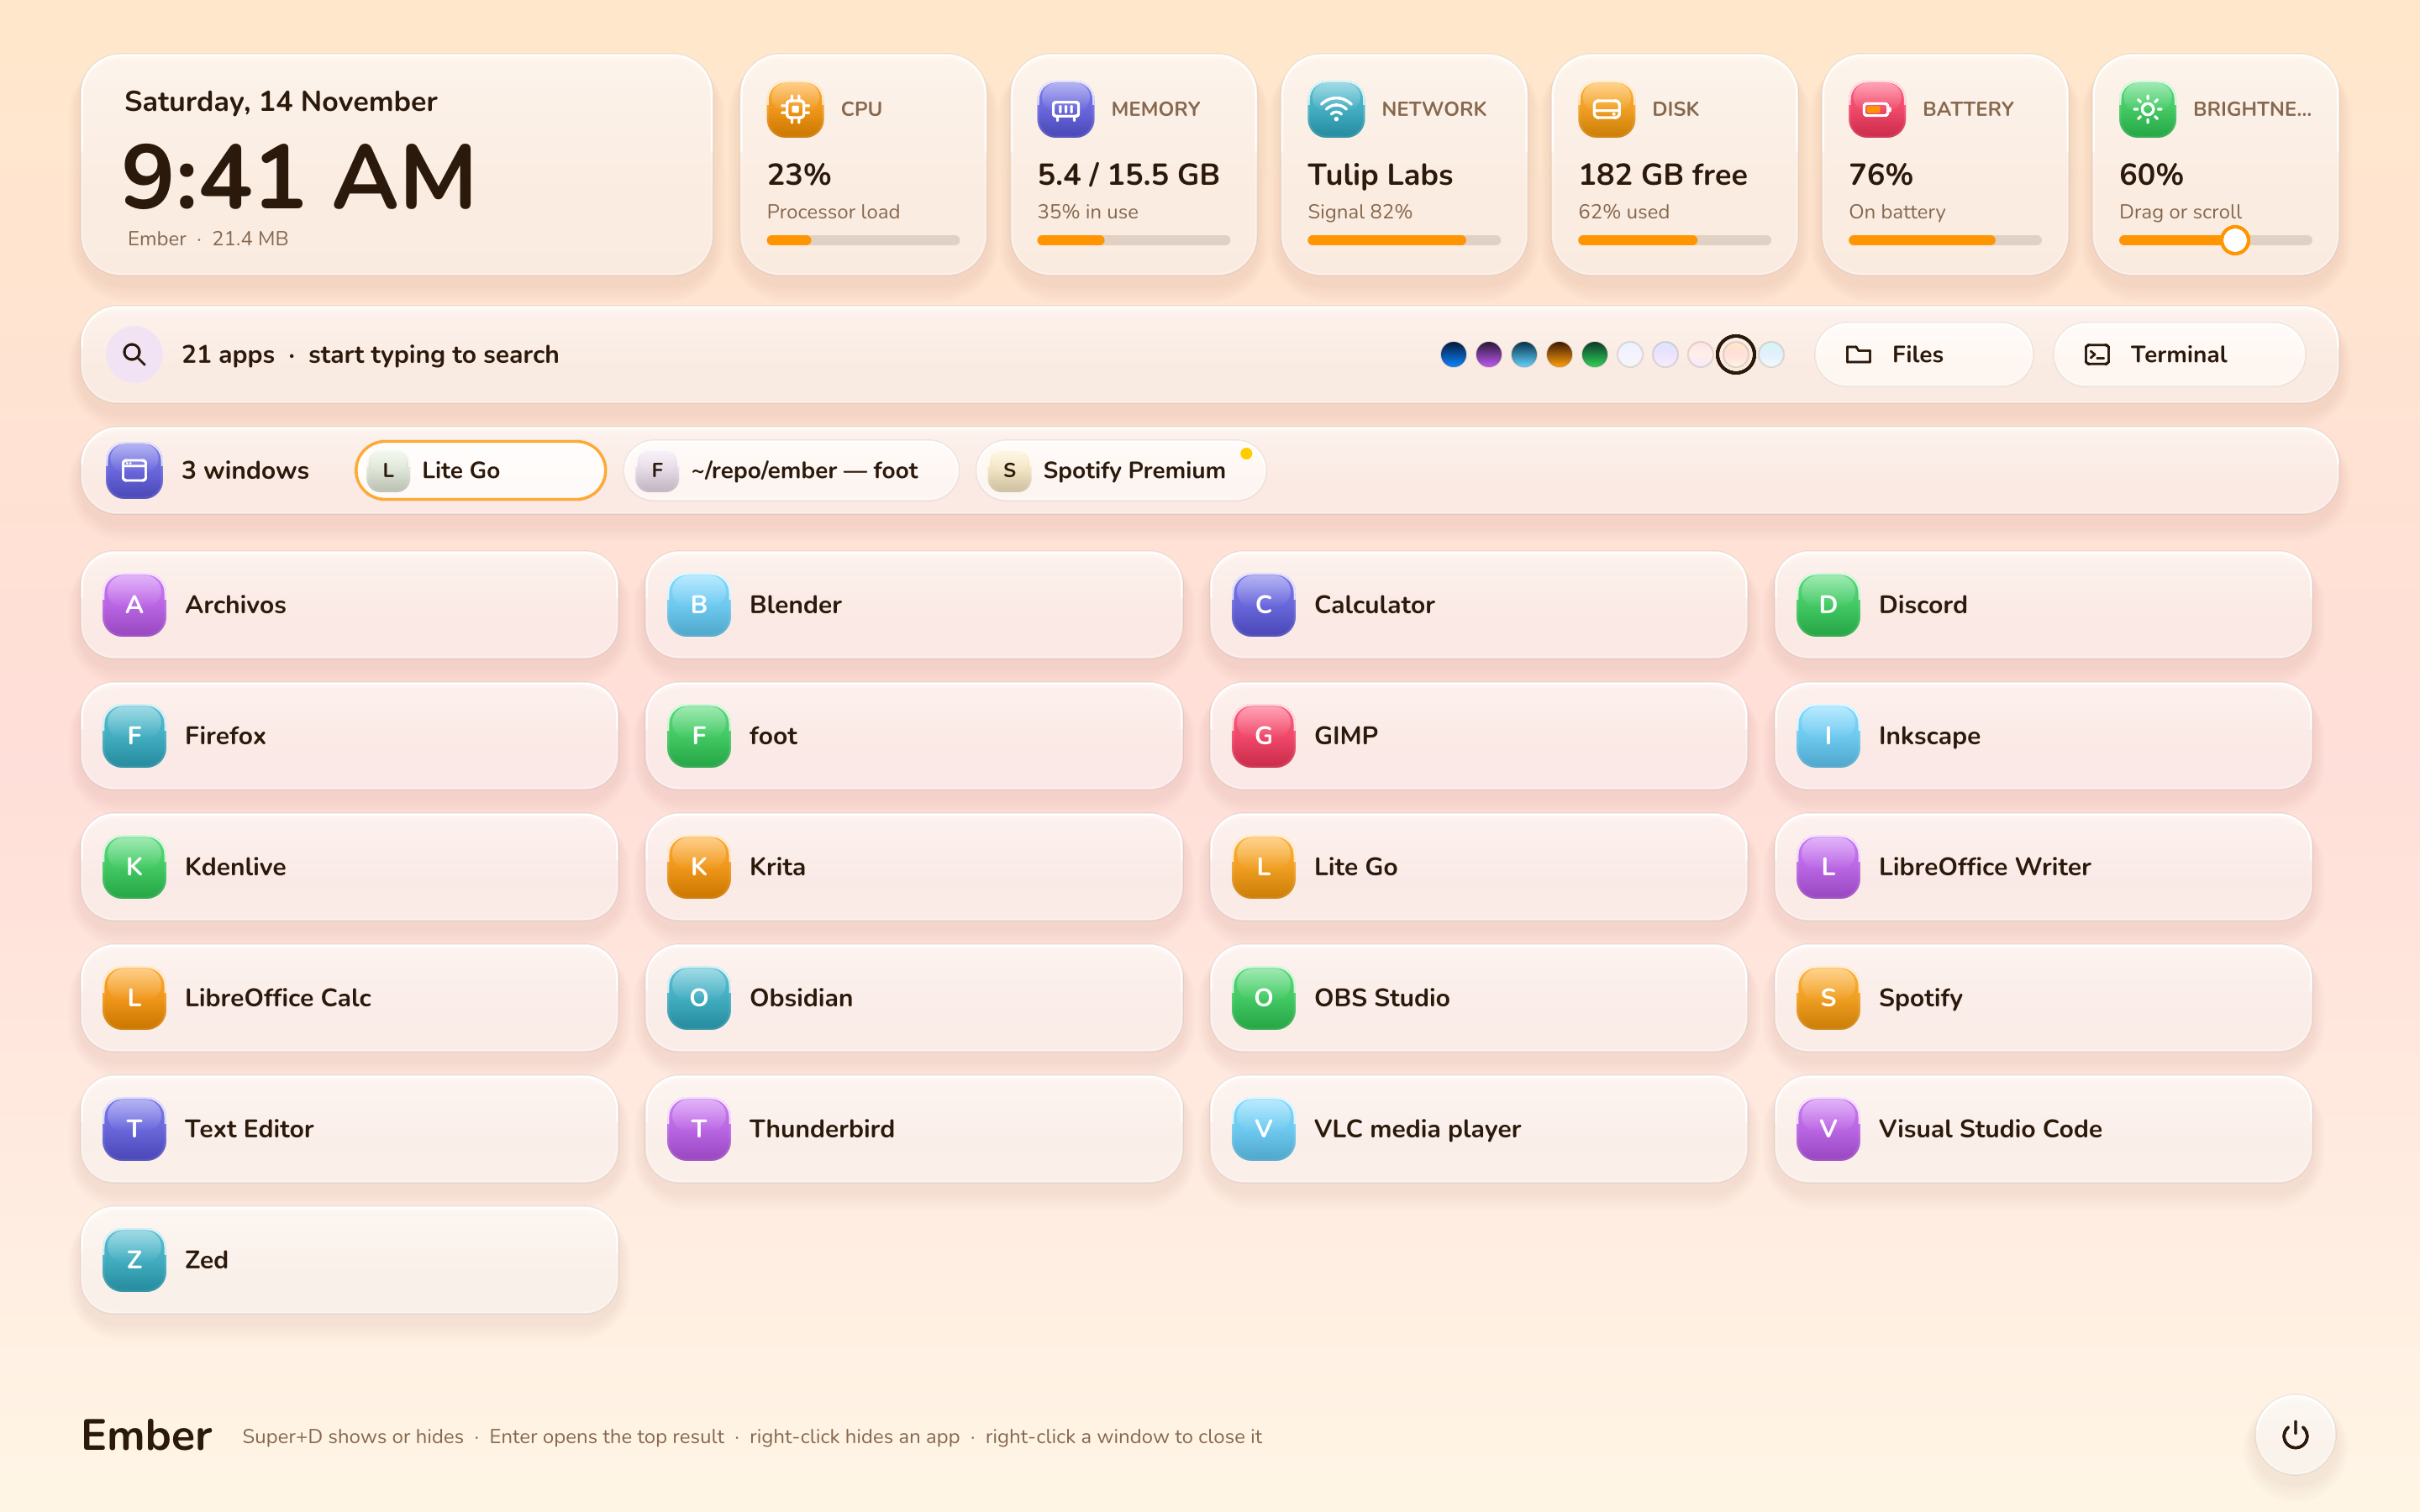 Saturday, 14 November
9:41 AM
Ember · 21.4 MB
CPU
23%
Processor load
MEMORY
5.4 / 15.5 GB
35% in use
NETWORK
Tulip Labs
Signal 82%
DISK
182 GB free
62% used
BATTERY
76%
On battery
BRIGHTNE...
60%
Drag or scroll
21 apps · start typing to search
Files
Terminal
3 windows
L Lite Go
F ~/repo/ember — foot
S Spotify Premium
A Archivos
B Blender
C Calculator
D Discord
F Firefox
F foot
G GIMP
I Inkscape
K Kdenlive
K Krita
L Lite Go
L LibreOffice Writer
L LibreOffice Calc
O Obsidian
O OBS Studio
S Spotify
T Text Editor
T Thunderbird
V VLC media player
V Visual Studio Code
Z Zed
Ember
Super+D shows or hides · Enter opens the top result · right-click hides an app · right-click a window to close it